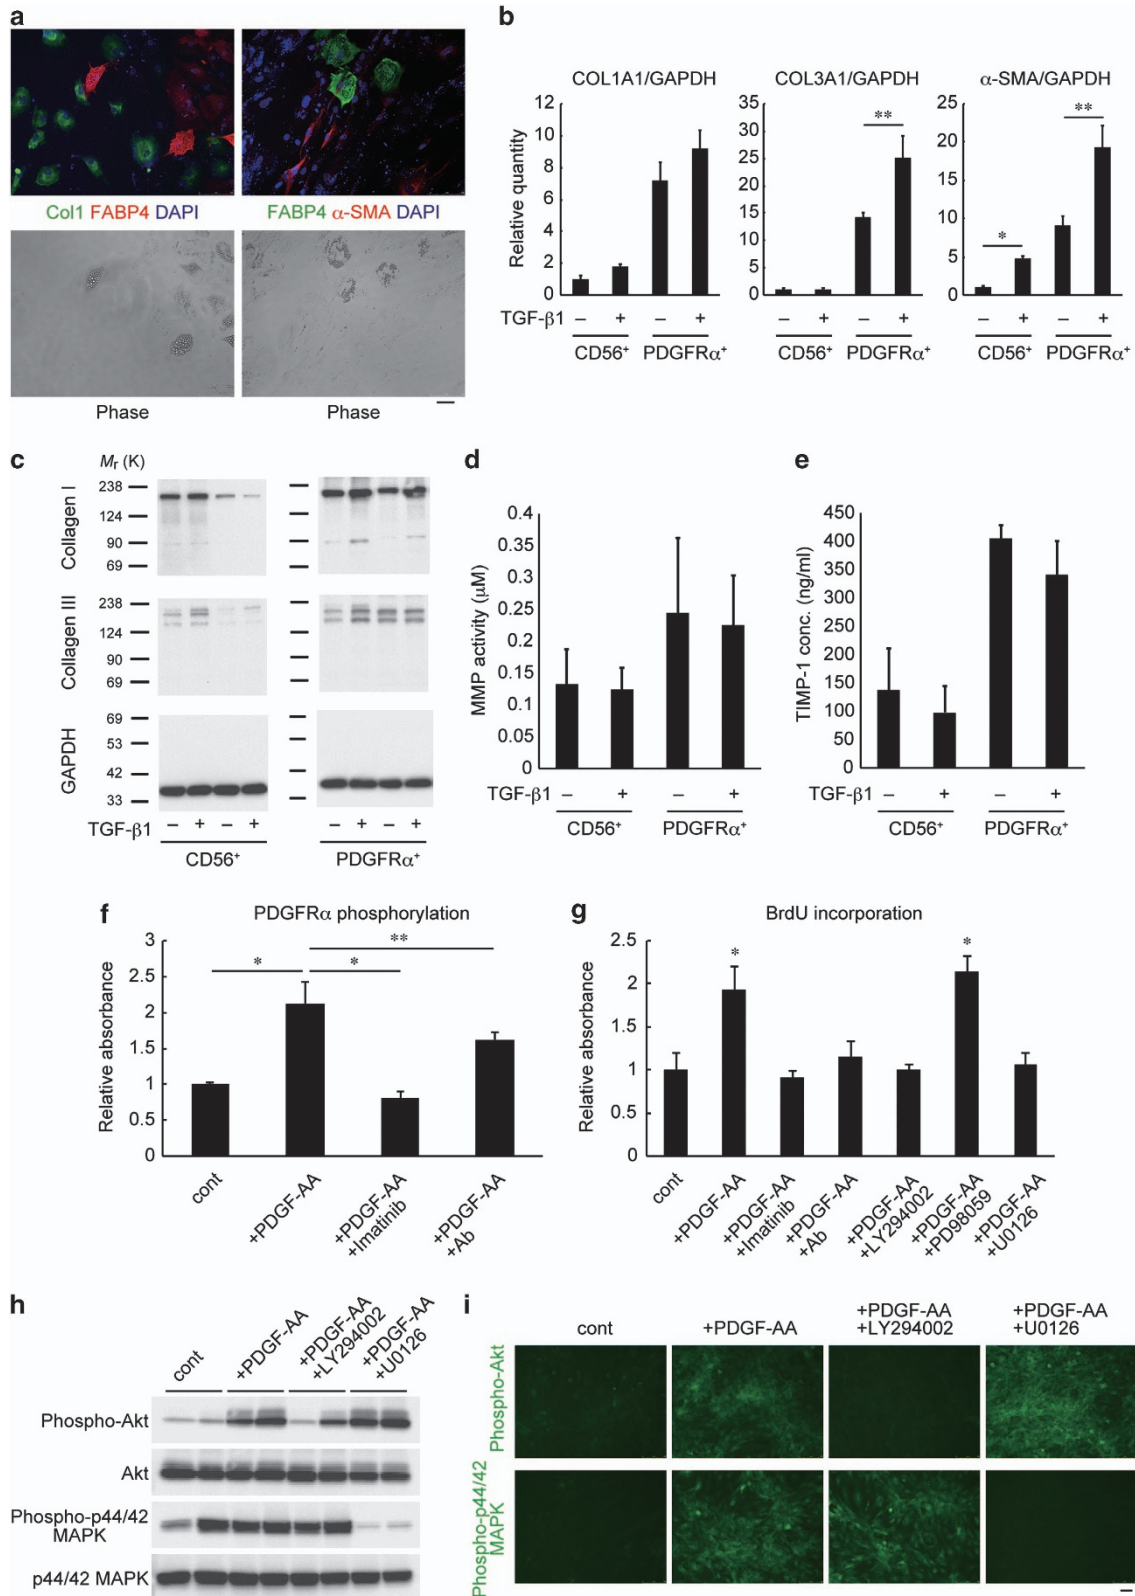 a
Col1 FABP4 DAPI
FABP4 α-SMA DAPI
Phase
Phase
b
COL1A1/GAPDH
COL3A1/GAPDH
α-SMA/GAPDH
Relative quantity
12
10
8
6
4
2
0
35
30
25
20
15
10
5
0
**
25
20
15
10
5
0
*
**
TGF-β1
– + – +
– + – +
– + – +
CD56⁺ PDGFRα⁺
CD56⁺ PDGFRα⁺
CD56⁺ PDGFRα⁺
c
Mr (K)
Collagen I
238
124
90
69
Collagen III
238
124
90
69
GAPDH
69
53
42
33
TGF-β1 – + – + – + – +
CD56⁺ PDGFRα⁺
d
MMP activity (μM)
0.4
0.35
0.3
0.25
0.2
0.15
0.1
0.05
0
TGF-β1 – + – +
CD56⁺ PDGFRα⁺
e
TIMP-1 conc. (ng/ml)
450
400
350
300
250
200
150
100
50
0
TGF-β1 – + – +
CD56⁺ PDGFRα⁺
f
PDGFRα phosphorylation
Relative absorbance
3
2.5
2
1.5
1
0.5
0
*
*
**
cont
+PDGF-AA
+PDGF-AA
+Imatinib
+PDGF-AA
+Ab
g
BrdU incorporation
Relative absorbance
2.5
2
1.5
1
0.5
0
*
*
cont
+PDGF-AA
+PDGF-AA
+Imatinib
+PDGF-AA
+Ab
+PDGF-AA
+LY294002
+PDGF-AA
+PD98059
+PDGF-AA
+U0126
h
cont
+PDGF-AA
+PDGF-AA
+LY294002
+PDGF-AA
+U0126
Phospho-Akt
Akt
Phospho-p44/42
MAPK
p44/42 MAPK
i
cont
+PDGF-AA
+PDGF-AA
+LY294002
+PDGF-AA
+U0126
Phospho-Akt
Phospho-p44/42
MAPK